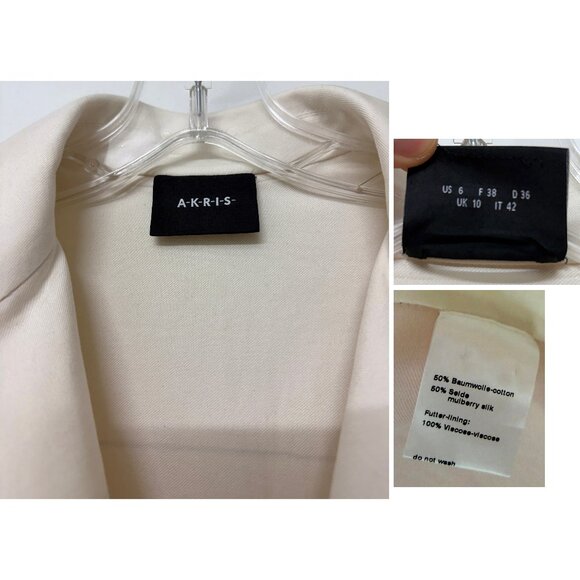 A-K-R-I-S-
US 6 F 38 D 36
UK 10 IT 42
50% Baumwolle-cotton
50% Seide
mulberry silk
Futter-lining:
100% Viscose-viscose
do not wash